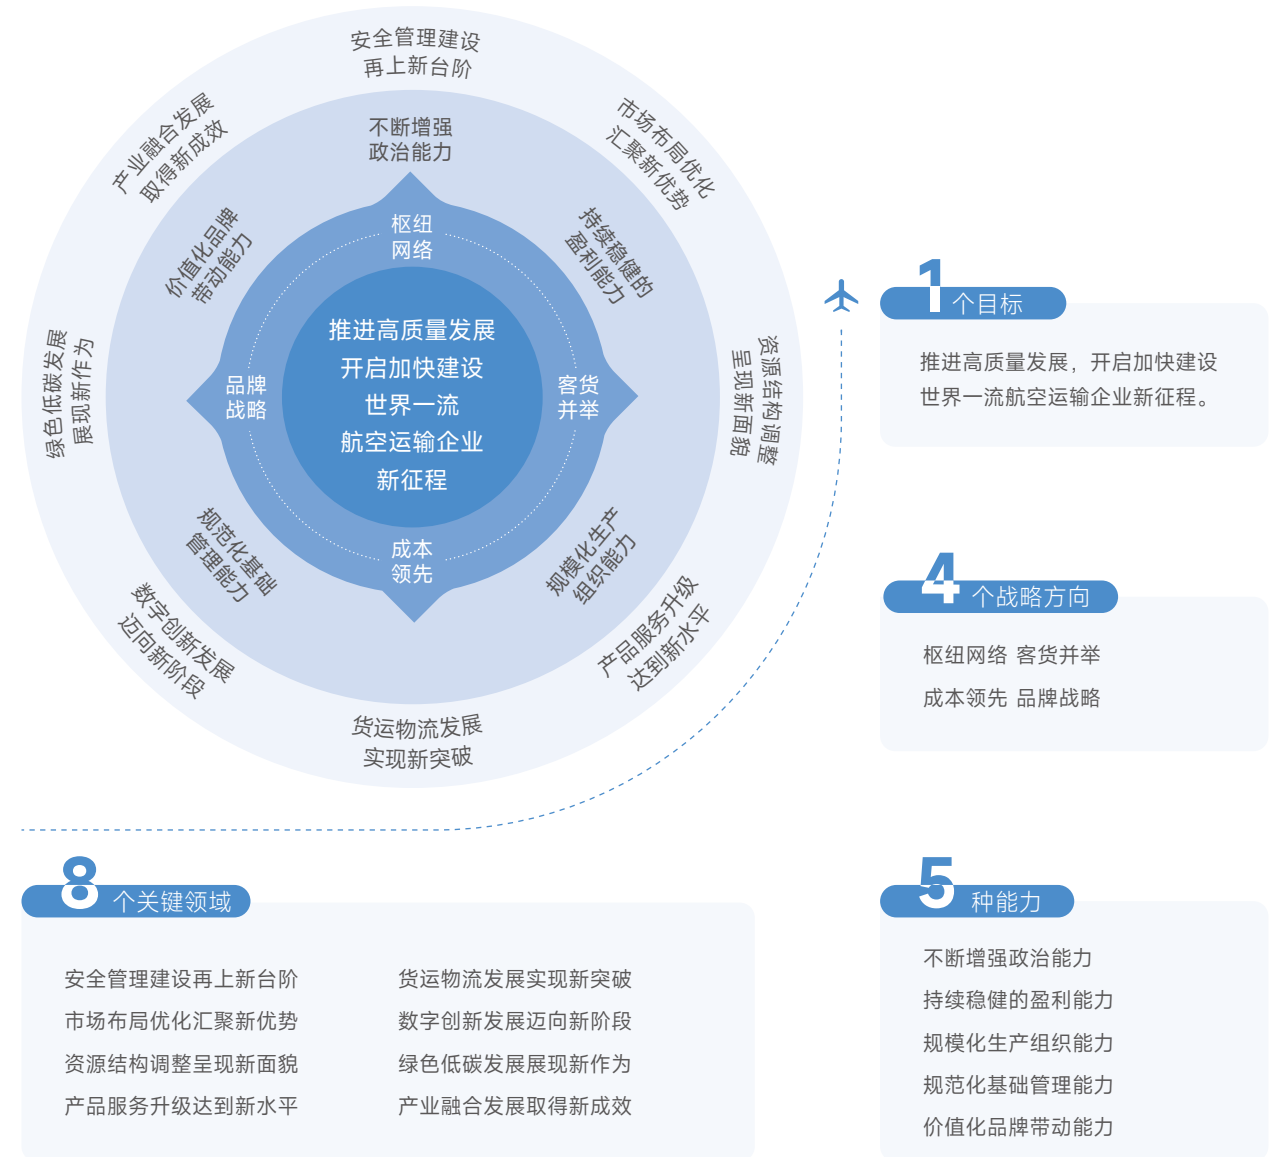 安全管理建设
再上新台阶
市场布局优化
汇聚新优势
资源结构调整
呈现新面貌
产品服务升级
达到新水平
货运物流发展
实现新突破
数字创新发展
迈向新阶段
绿色低碳发展
展现新作为
产业融合发展
取得新成效
不断增强
政治能力
持续稳健的
盈利能力
规模化生产
组织能力
规范化基础
管理能力
价值化品牌
带动能力
枢纽
网络
客货
并举
成本
领先
品牌
战略
推进高质量发展
开启加快建设
世界一流
航空运输企业
新征程
1个目标
推进高质量发展，开启加快建设
世界一流航空运输企业新征程。
4个战略方向
枢纽网络 客货并举
成本领先 品牌战略
8个关键领域
安全管理建设再上新台阶
市场布局优化汇聚新优势
资源结构调整呈现新面貌
产品服务升级达到新水平
货运物流发展实现新突破
数字创新发展迈向新阶段
绿色低碳发展展现新作为
产业融合发展取得新成效
5种能力
不断增强政治能力
持续稳健的盈利能力
规模化生产组织能力
规范化基础管理能力
价值化品牌带动能力